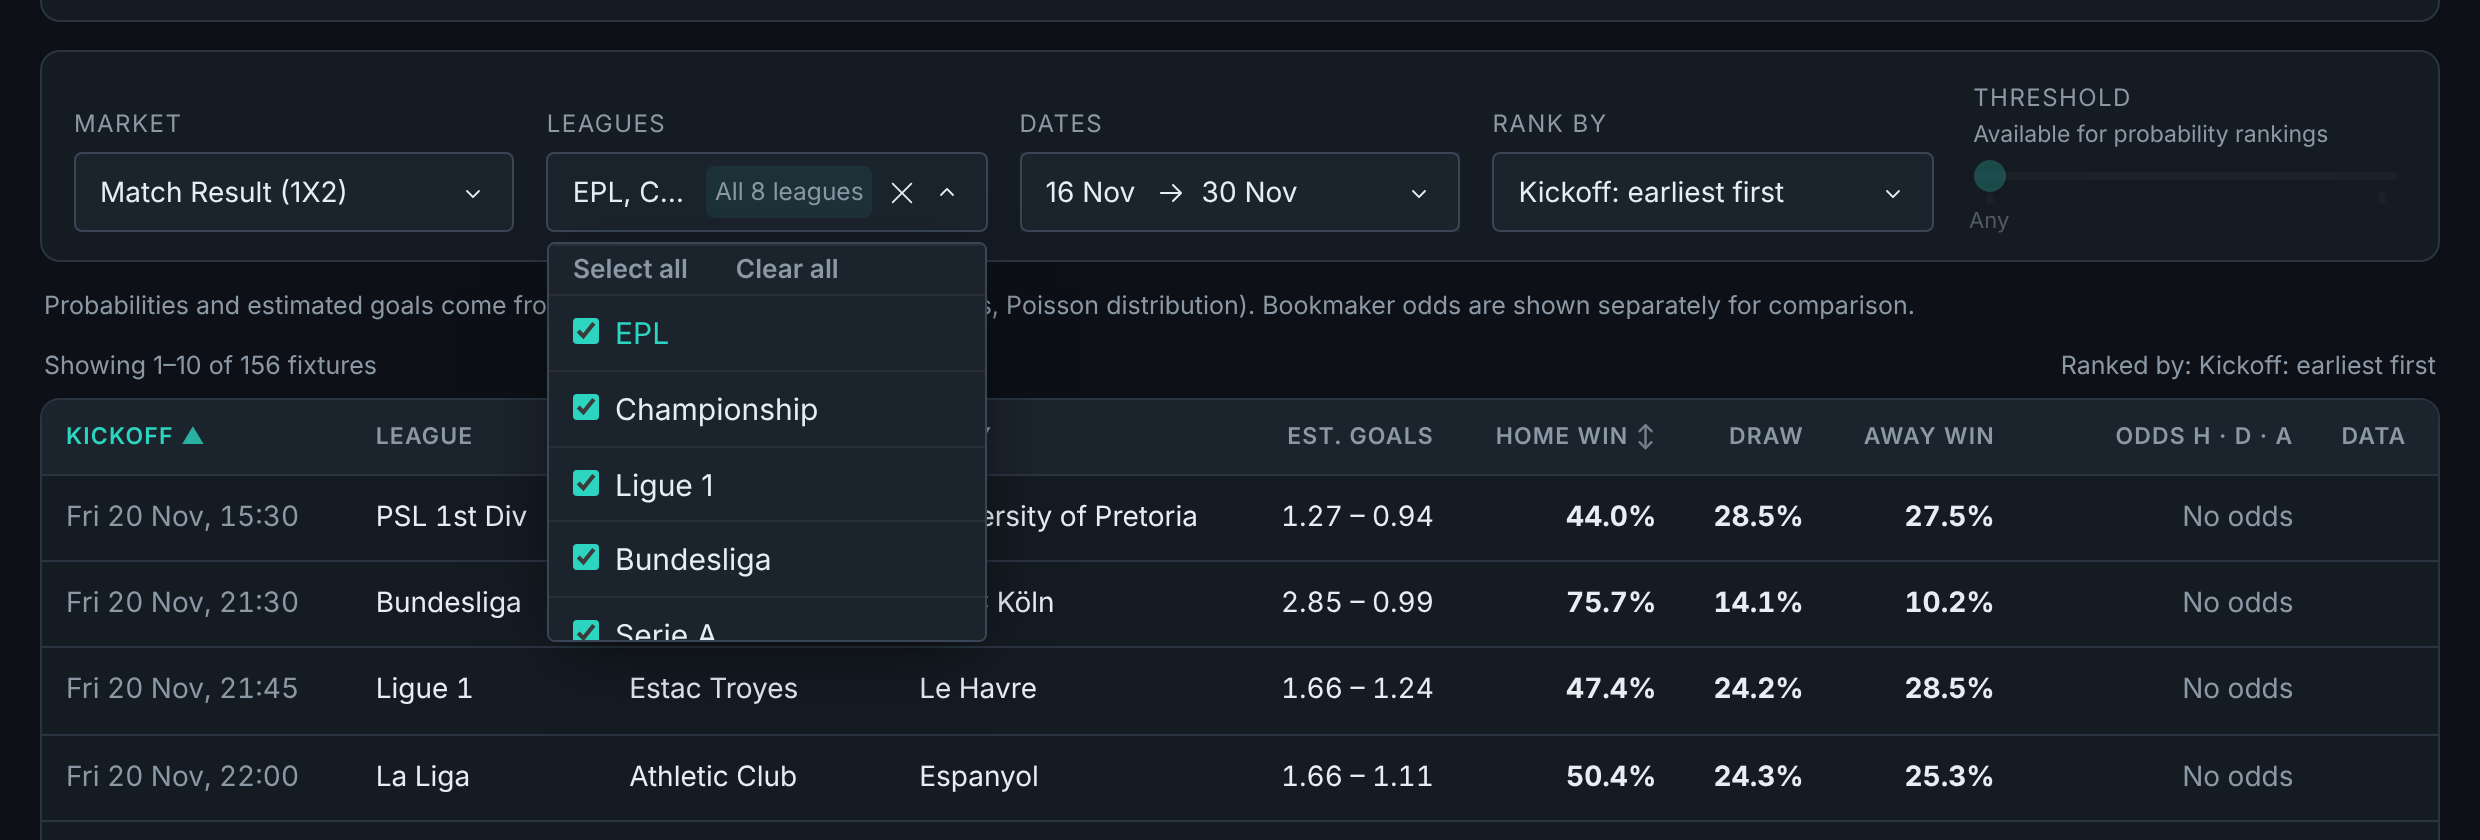 MARKET
LEAGUES
DATES
RANK BY
THRESHOLD
Available for probability rankings
Match Result (1X2)
EPL, C... All 8 leagues
16 Nov → 30 Nov
Kickoff: earliest first
Any
Select all Clear all
EPL
Championship
Ligue 1
Bundesliga
Serie A
Probabilities and estimated goals come
Poisson distribution). Bookmaker odds are shown separately for comparison.
Showing 1–10 of 156 fixtures
Ranked by: Kickoff: earliest first
KICKOFF ▲ LEAGUE EST. GOALS HOME WIN ↕ DRAW AWAY WIN ODDS H · D · A DATA
Fri 20 Nov, 15:30 PSL 1st Div of Pretoria 1.27 – 0.94 44.0% 28.5% 27.5% No odds
Fri 20 Nov, 21:30 Bundesliga Köln 2.85 – 0.99 75.7% 14.1% 10.2% No odds
Fri 20 Nov, 21:45 Ligue 1 Estac Troyes Le Havre 1.66 – 1.24 47.4% 24.2% 28.5% No odds
Fri 20 Nov, 22:00 La Liga Athletic Club Espanyol 1.66 – 1.11 50.4% 24.3% 25.3% No odds